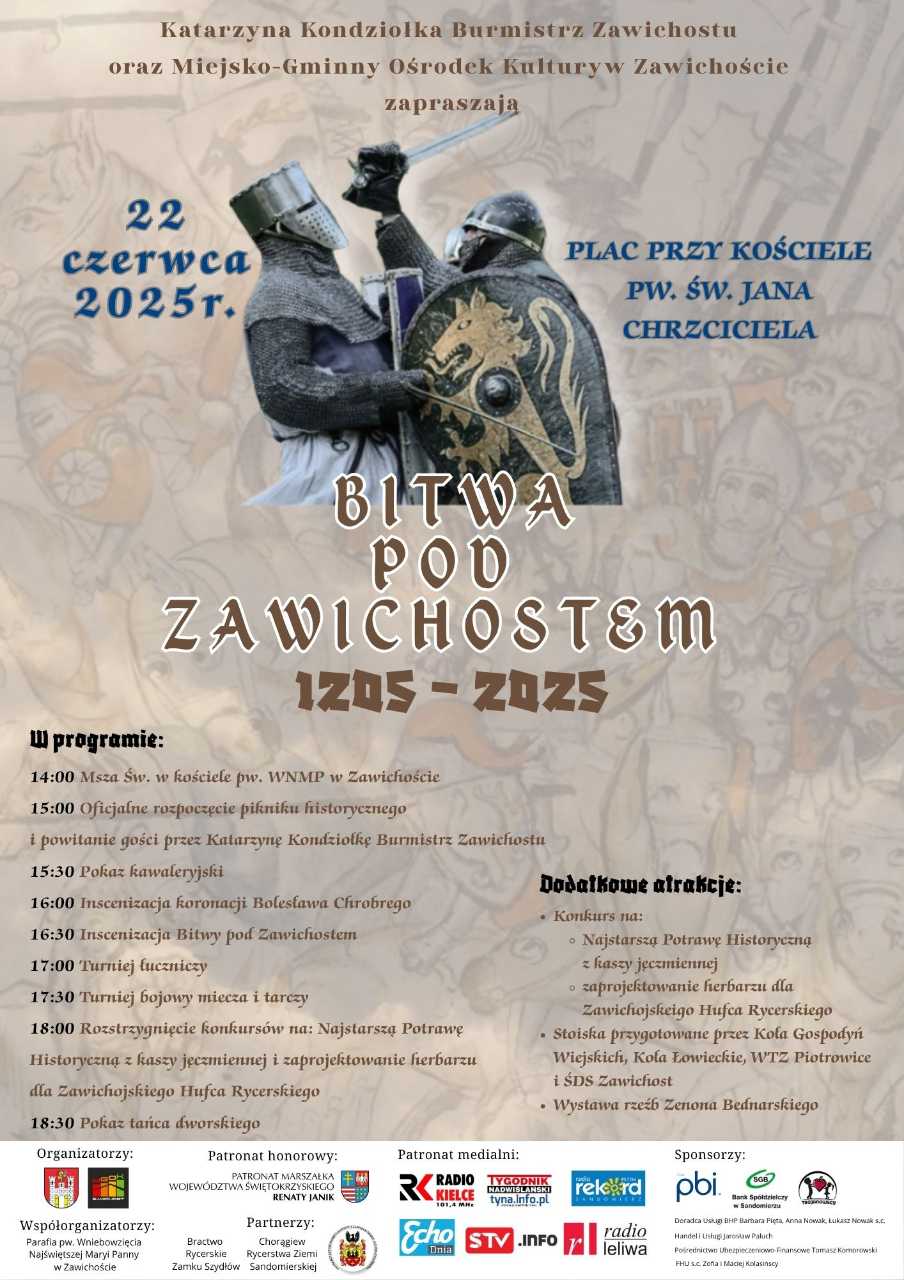 Katarzyna Kondziołka Burmistrz Zawichostu
oraz Miejsko-Gminny Ośrodek Kultury w Zawichoście
zapraszają
22
czerwca
2025r.
PLAC PRZY KOŚCIELE
PW. ŚW. JANA
CHRZCICIELA
BITWA
POD
ZAWICHOSTEM
1205 - 2025
W programie:
14:00 Msza Św. w kościele pw. WNMP w Zawichoście
15:00 Oficjalne rozpoczęcie pikniku historycznego
i powitanie gości przez Katarzynę Kondziołkę Burmistrz Zawichostu
15:30 Pokaz kawaleryjski
16:00 Inscenizacja koronacji Bolesława Chrobrego
16:30 Inscenizacja Bitwy pod Zawichostem
17:00 Turniej łuczniczy
17:30 Turniej bojowy miecza i tarczy
18:00 Rozstrzygnięcie konkursów na: Najstarszą Potrawę
Historyczną z kaszy jęczmiennej i zaprojektowanie herbarzu
dla Zawichojskiego Hufca Rycerskiego
18:30 Pokaz tańca dworskiego
Dodatkowe atrakcje:
• Konkurs na:
◦ Najstarszą Potrawę Historyczną
z kaszy jęczmiennej
◦ zaprojektowanie herbarzu dla
Zawichojskeigo Hufca Rycerskiego
• Stoiska przygotowane przez Koła Gospodyń
Wiejskich, Koła Łowieckie, WTZ Piotrowice
i ŚDS Zawichost
• Wystawa rzeźb Zenona Bednarskiego
Organizatorzy:
Współorganizatorzy:
Parafia pw. Wniebowzięcia
Najświętszej Maryi Panny
w Zawichoście
Patronat honorowy:
PATRONAT MARSZAŁKA
WOJEWÓDZTWA ŚWIĘTOKRZYSKIEGO
RENATY JANIK
Partnerzy:
Bractwo
Rycerskie
Zamku Szydłów
Chorągiew
Rycerstwa Ziemi
Sandomierskiej
Patronat medialni:
RK RADIO
KIELCE
101,4 MHz
TYGODNIK
NADWIŚLAŃSKI
tyna.info.pl
radio
rekord
SANDOMIERZ
Echo
Dnia
STV.INFO
rl radio
leliwa
Sponsorzy:
pbi
SGB
Bank Spółdzielczy
w Sandomierzu
Doradca Usługi BHP Barbara Pięta, Anna Nowak, Łukasz Nowak s.c.
Handel i Usługi Jarosław Paluch
Pośrednictwo Ubezpieczeniowo-Finansowe Tomasz Komorowski
FHU s.c. Zofia i Maciej Kolasińscy